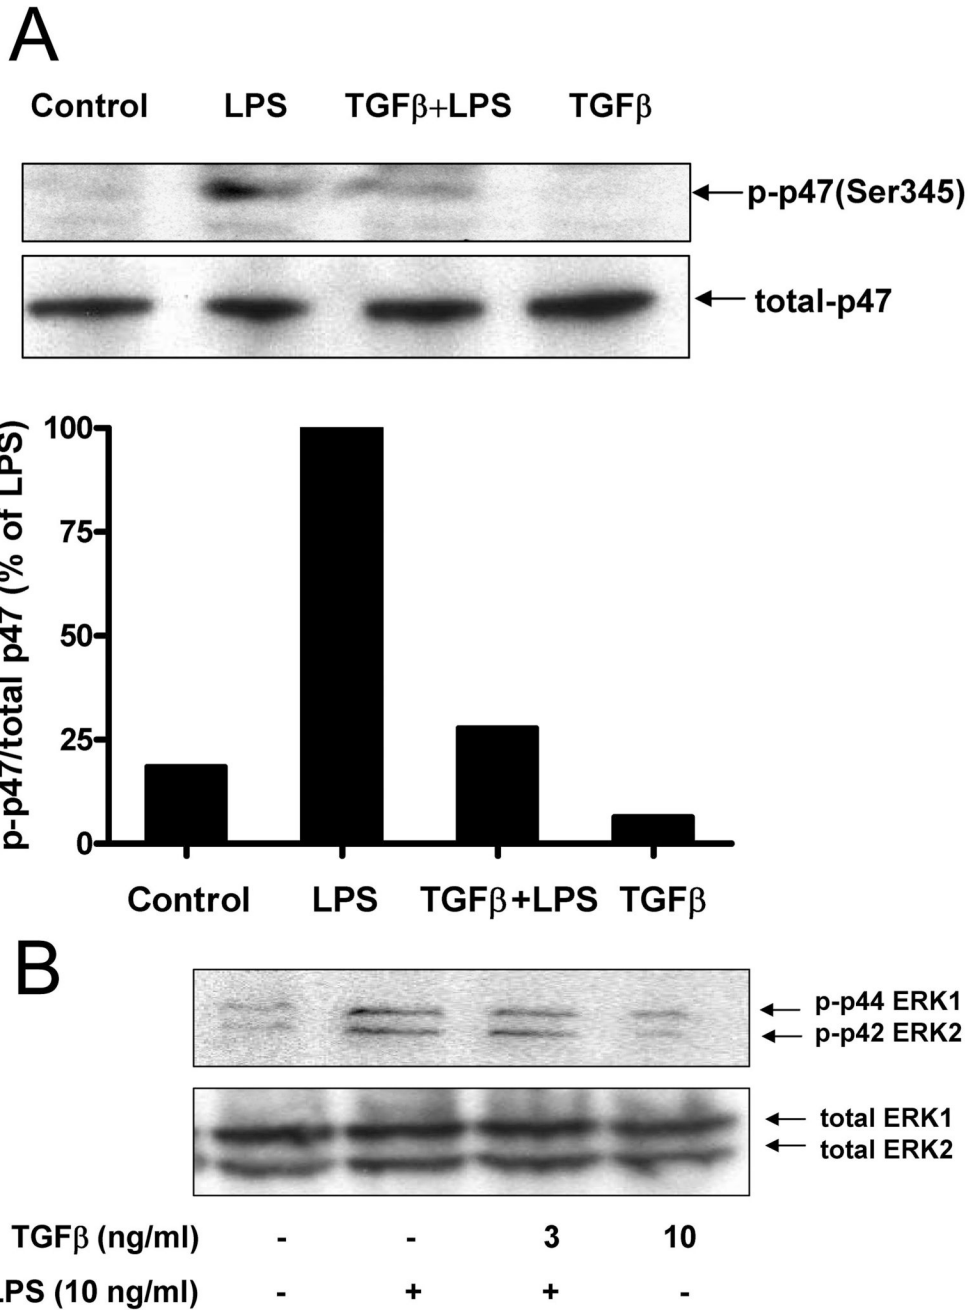 A
Control LPS TGFβ+LPS TGFβ
p-p47(Ser345)
total-p47
p-p47/total p47 (% of LPS)
100
75
50
25
0
Control LPS TGFβ+LPS TGFβ
B
p-p44 ERK1
p-p42 ERK2
total ERK1
total ERK2
TGFβ (ng/ml) - - 3 10
LPS (10 ng/ml) - + + -